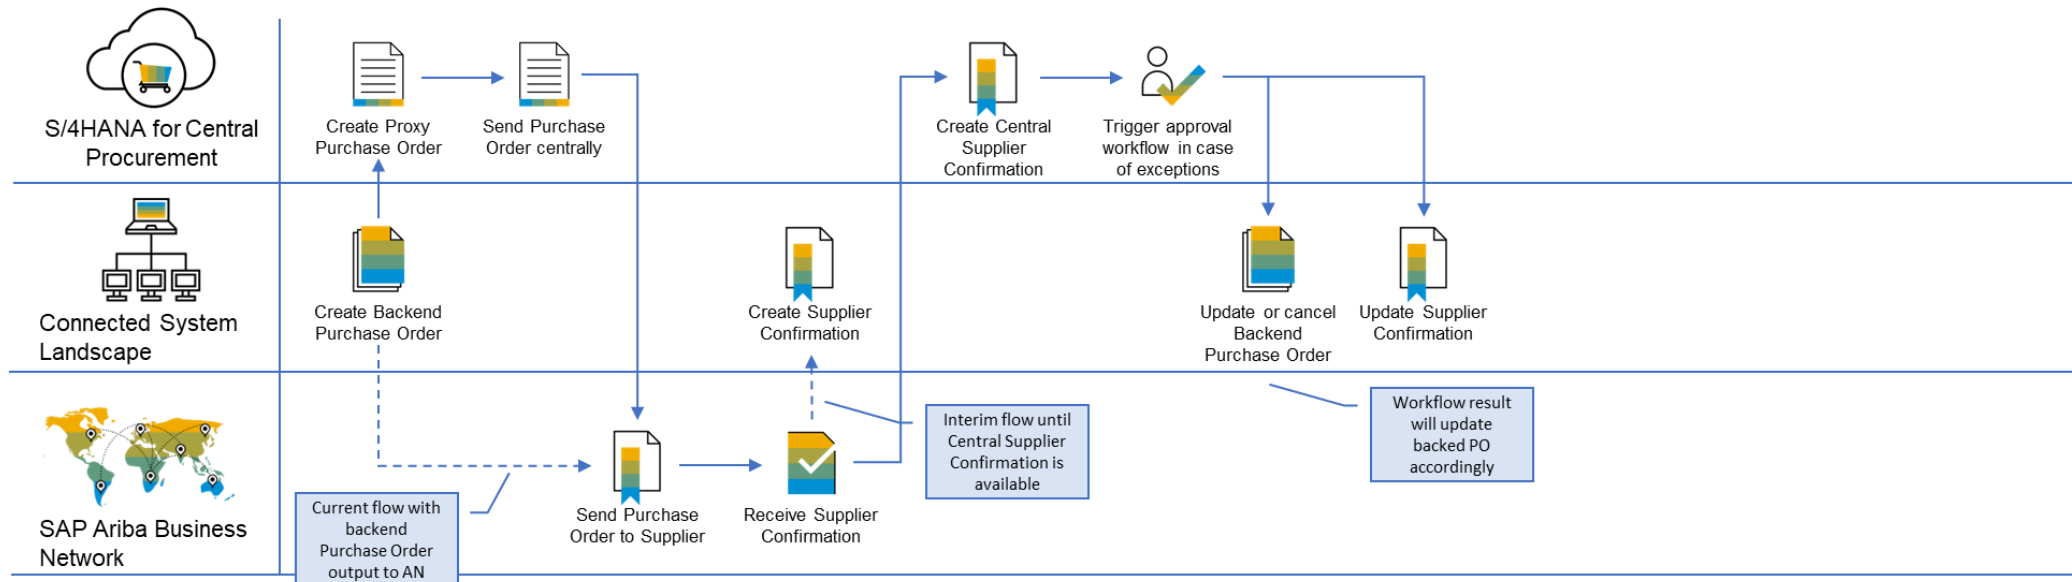 S/4HANA for Central
Procurement
Create Proxy
Purchase Order
Send Purchase
Order centrally
Create Central
Supplier
Confirmation
Trigger approval
workflow in case
of exceptions
Connected System
Landscape
Create Backend
Purchase Order
Create Supplier
Confirmation
Update or cancel
Backend
Purchase Order
Update Supplier
Confirmation
SAP Ariba Business
Network
Current flow with
backend
Purchase Order
output to AN
Send Purchase
Order to Supplier
Receive Supplier
Confirmation
Interim flow until
Central Supplier
Confirmation is
available
Workflow result
will update
backed PO
accordingly